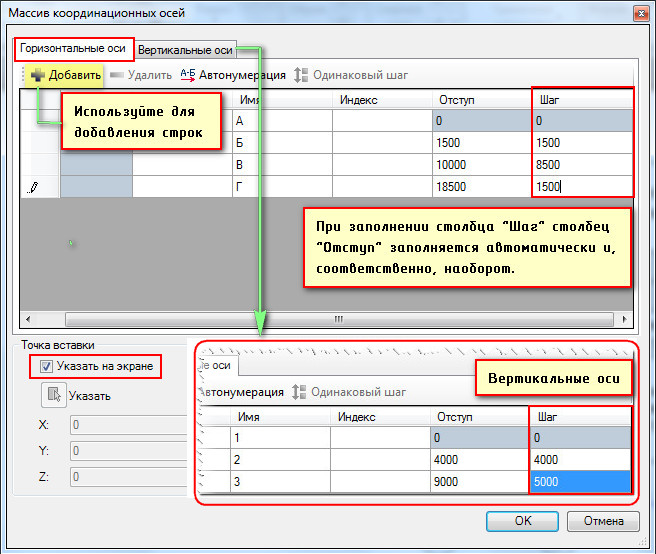 Массив координационных осей
Горизонтальные оси Вертикальные оси
Добавить Удалить А-Б Автонумерация Одинаковый шаг
Имя Индекс Отступ Шаг
А 0 0
Б 1500 1500
В 10000 8500
Г 18500 1500
Используйте для
добавления строк
При заполнении столбца "Шаг" столбец
"Отступ" заполняется автоматически и,
соответственно, наоборот.
Точка вставки
Указать на экране
Указать
X: 0
Y: 0
Z: 0
ые оси
Вертикальные оси
Автонумерация Одинаковый шаг
Имя Индекс Отступ Шаг
1 0 0
2 4000 4000
3 9000 5000
OK Отмена